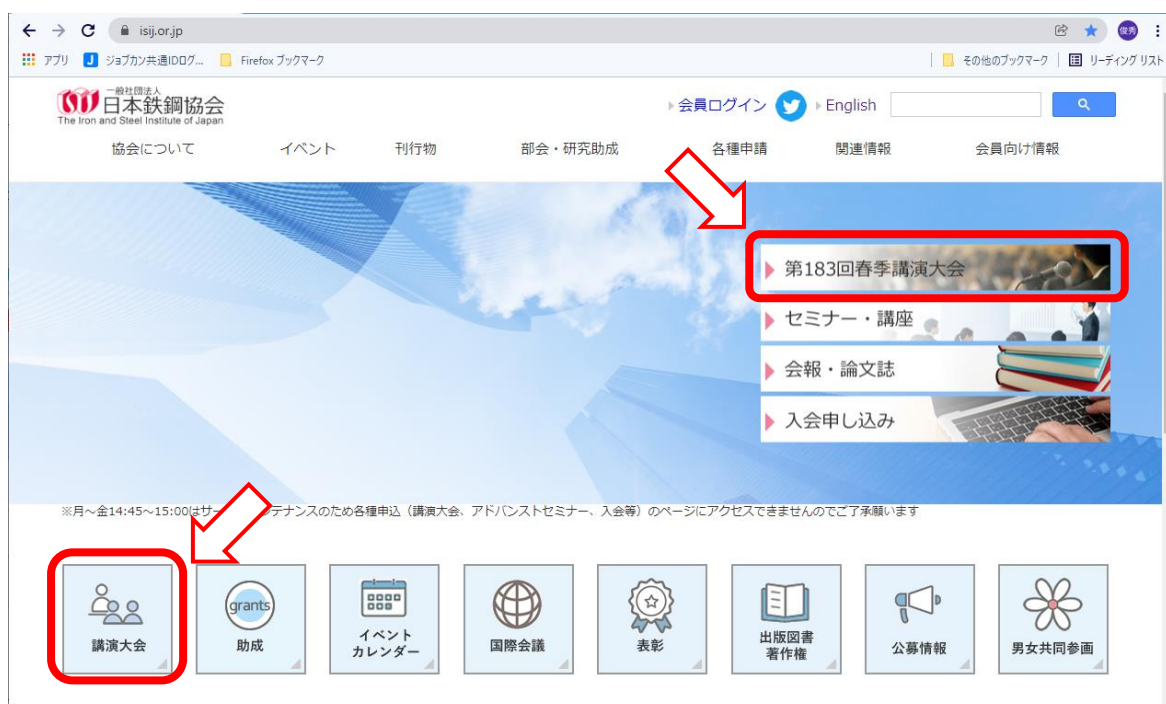 isij.or.jp
俊秀
アプリ ジョブカン共通IDログ... Firefox ブックマーク その他のブックマーク リーディング リスト
一般社団法人
日本鉄鋼協会
The Iron and Steel Institute of Japan
会員ログイン English
協会について イベント 刊行物 部会・研究助成 各種申請 関連情報 会員向け情報
第183回春季講演大会
セミナー・講座
会報・論文誌
入会申し込み
※月~金14:45~15:00はサー テナンスのため各種申込(講演大会、アドバンストセミナー、入会等)のページにアクセスできませんのでご了承願います
grants
講演大会 助成 イベント カレンダー 国際会議 表彰 出版図書 著作権 公募情報 男女共同参画